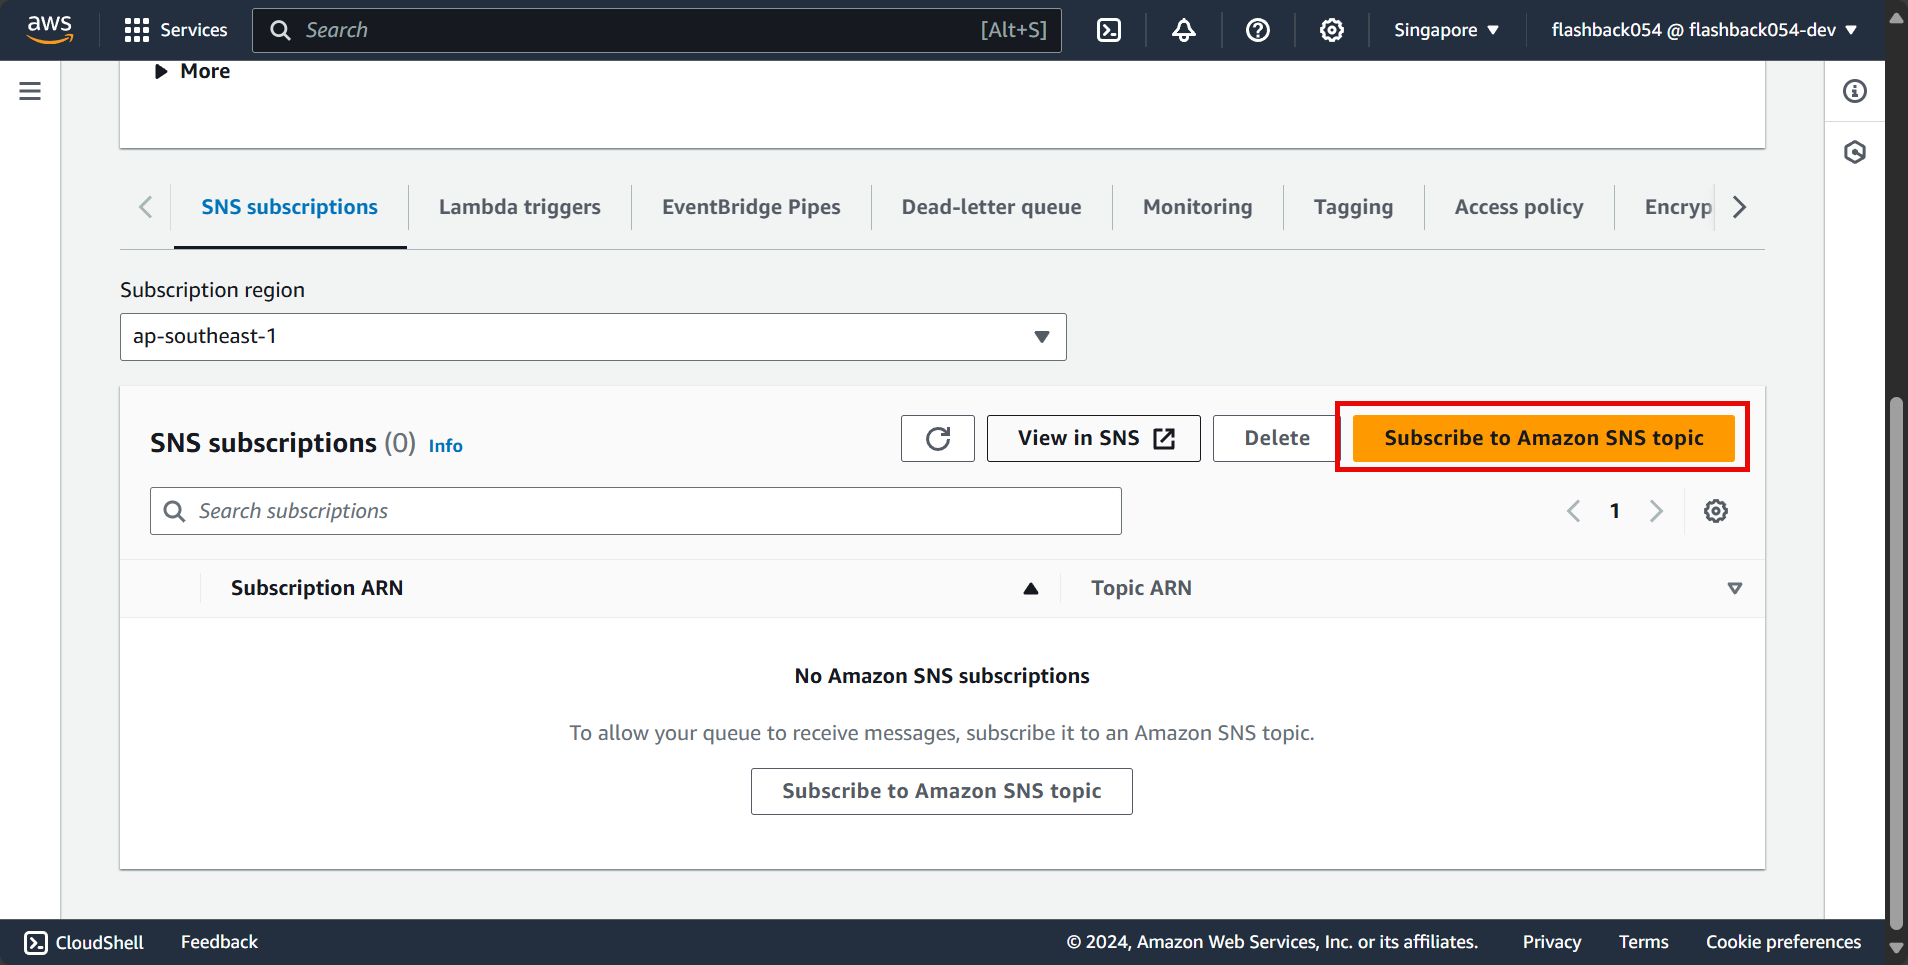 aws Services Search [Alt+S] Singapore flashback054 @ flashback054-dev
More
SNS subscriptions Lambda triggers EventBridge Pipes Dead-letter queue Monitoring Tagging Access policy Encryp
Subscription region
ap-southeast-1
SNS subscriptions (0) Info View in SNS Delete Subscribe to Amazon SNS topic
Search subscriptions 1
Subscription ARN Topic ARN
No Amazon SNS subscriptions
To allow your queue to receive messages, subscribe it to an Amazon SNS topic.
Subscribe to Amazon SNS topic
CloudShell Feedback © 2024, Amazon Web Services, Inc. or its affiliates. Privacy Terms Cookie preferences